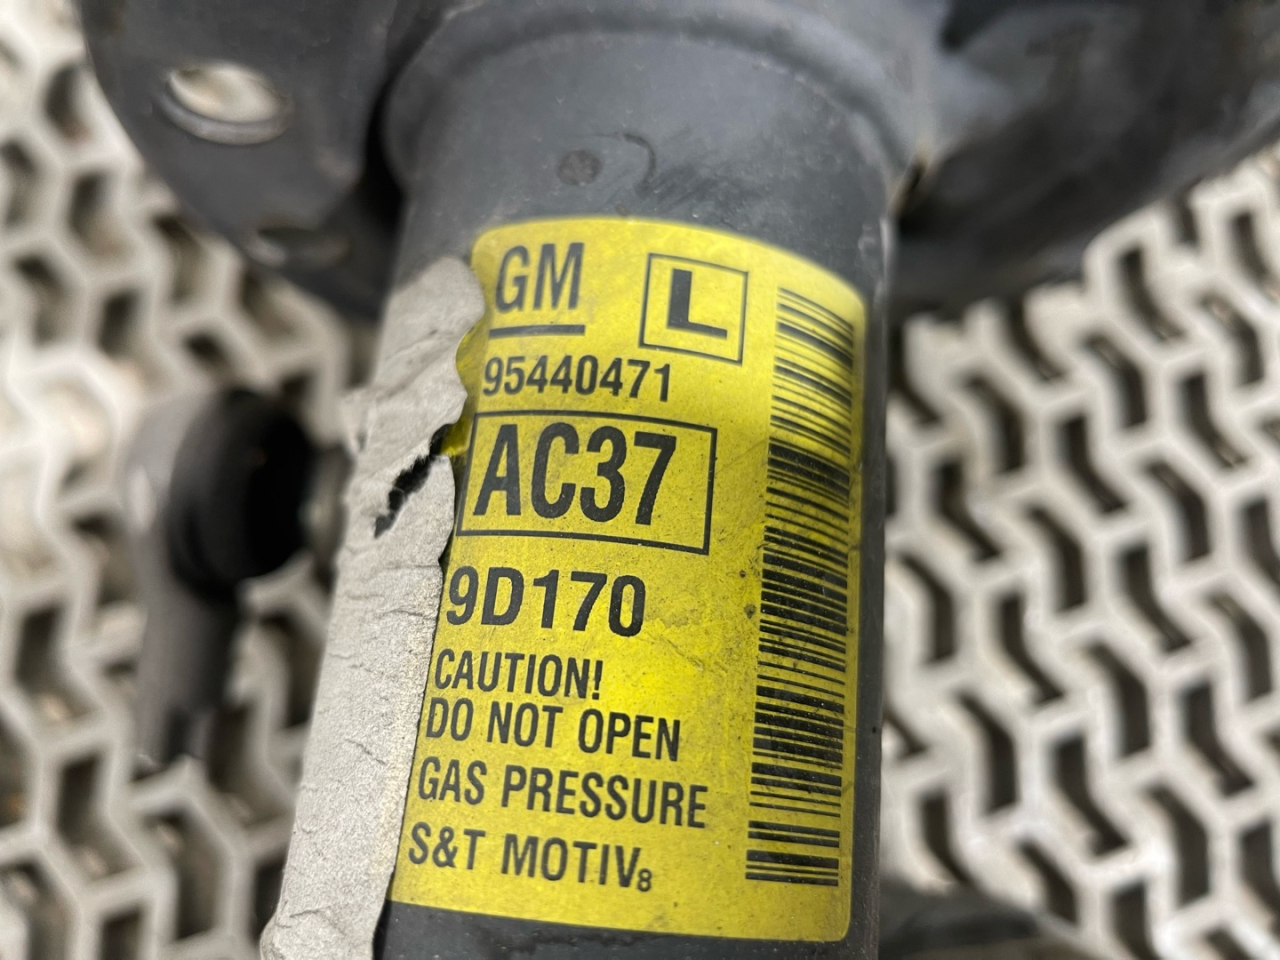 GM L
95440471
AC37
9D170
CAUTION!
DO NOT OPEN
GAS PRESSURE
S&T MOTIV8